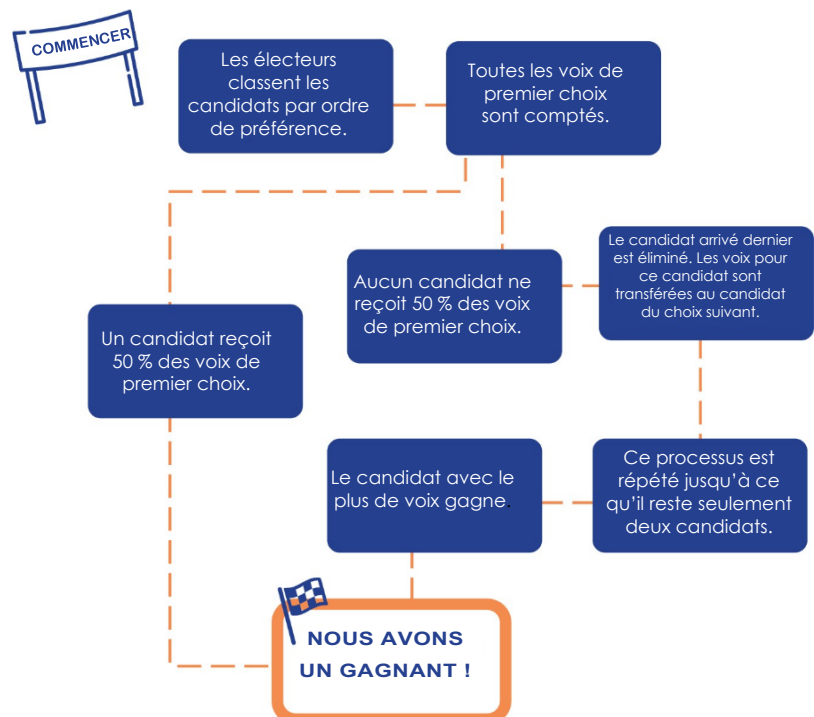 COMMENCER
Les électeurs
classent les
candidats par ordre
de préférence.
Toutes les voix de
premier choix
sont comptés.
Aucun candidat ne
reçoit 50 % des voix
de premier choix.
Le candidat arrivé dernier
est éliminé. Les voix pour
ce candidat sont
transférées au candidat
du choix suivant.
Un candidat reçoit
50 % des voix de
premier choix.
Le candidat avec le
plus de voix gagne.
Ce processus est
répété jusqu’à ce
qu’il reste seulement
deux candidats.
NOUS AVONS
UN GAGNANT !